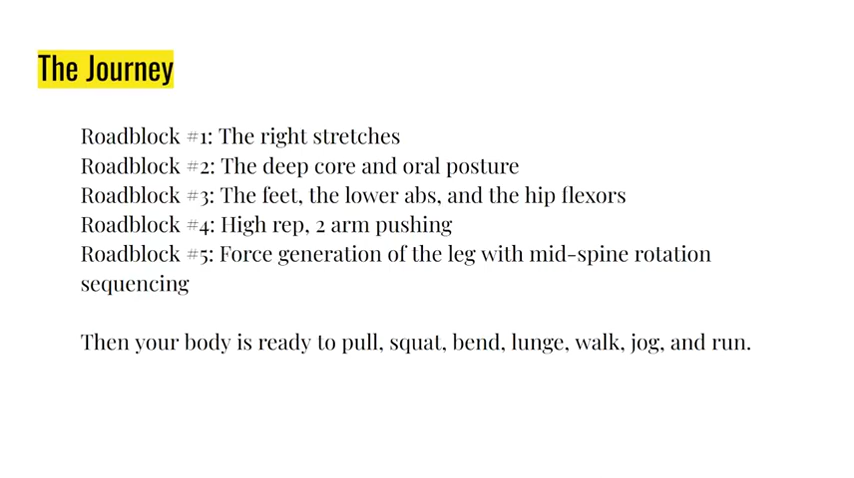 The Journey
Roadblock #1: The right stretches
Roadblock #2: The deep core and oral posture
Roadblock #3: The feet, the lower abs, and the hip flexors
Roadblock #4: High rep, 2 arm pushing
Roadblock #5: Force generation of the leg with mid-spine rotation
sequencing
Then your body is ready to pull, squat, bend, lunge, walk, jog, and run.